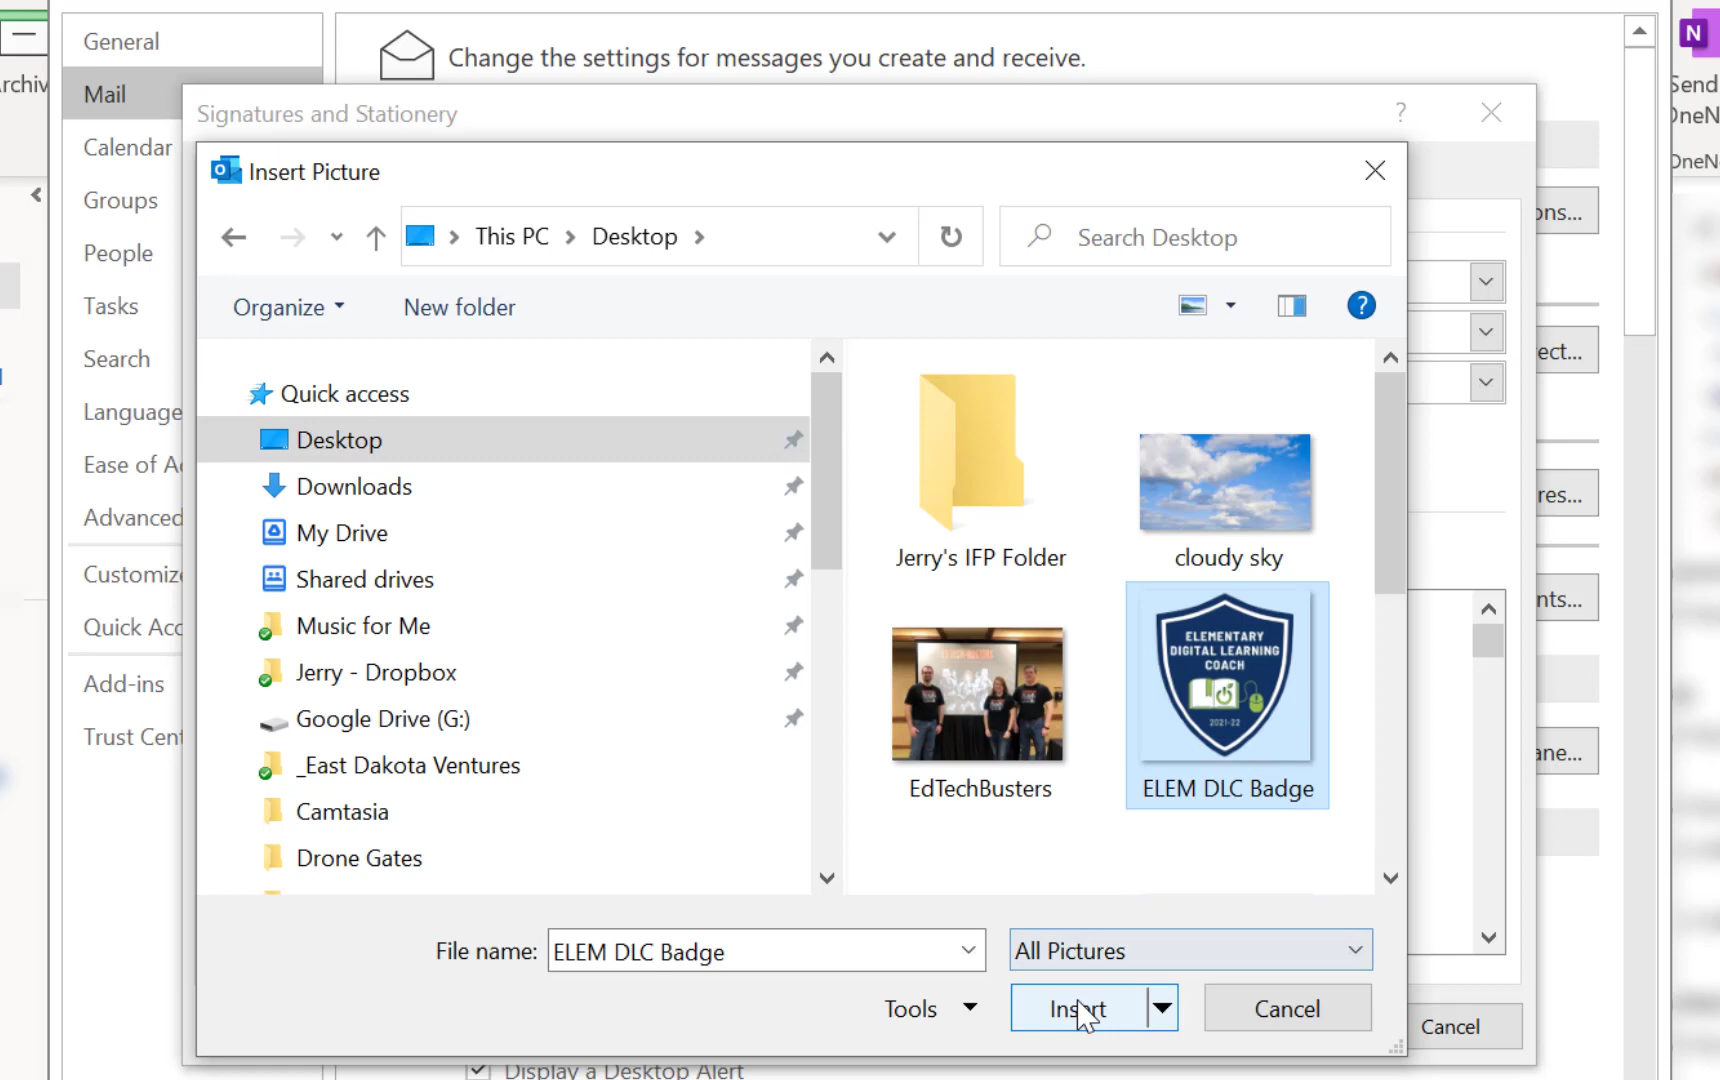 General
Mail
Calendar
Groups
People
Tasks
Search
Language
Ease of Ac
Advanced
Customize
Quick Acc
Add-ins
Trust Cent
Change the settings for messages you create and receive.
Signatures and Stationery
?
Insert Picture
This PC
Desktop
Search Desktop
Organize
New folder
?
Quick access
Desktop
Downloads
My Drive
Shared drives
Music for Me
Jerry - Dropbox
Google Drive (G:)
_East Dakota Ventures
Camtasia
Drone Gates
Jerry's IFP Folder
cloudy sky
EdTechBusters
ELEMENTARY
DIGITAL LEARNING
COACH
2021-22
ELEM DLC Badge
File name: ELEM DLC Badge
All Pictures
Tools
Insert
Cancel
Cancel
Display a Desktop Alert
rchiv
ons...
ect...
res...
nts...
ane...
N
Send
OneN
OneN